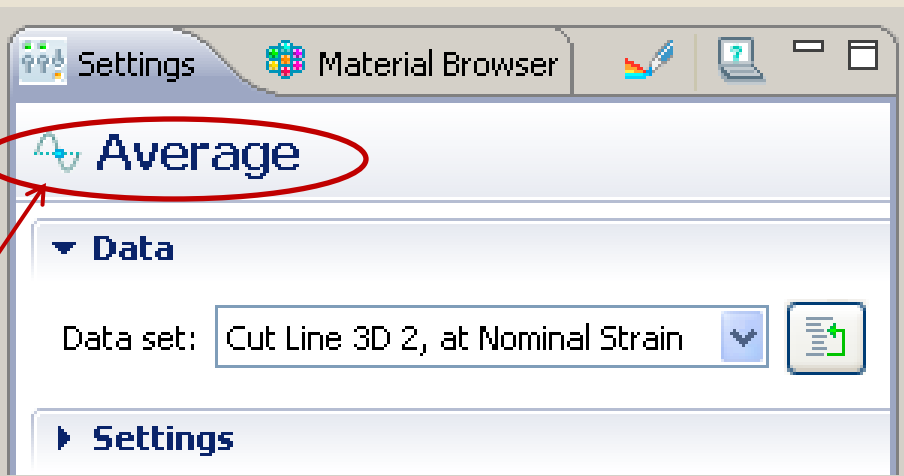 Settings Material Browser
Average
Data
Data set: Cut Line 3D 2, at Nominal Strain
Settings